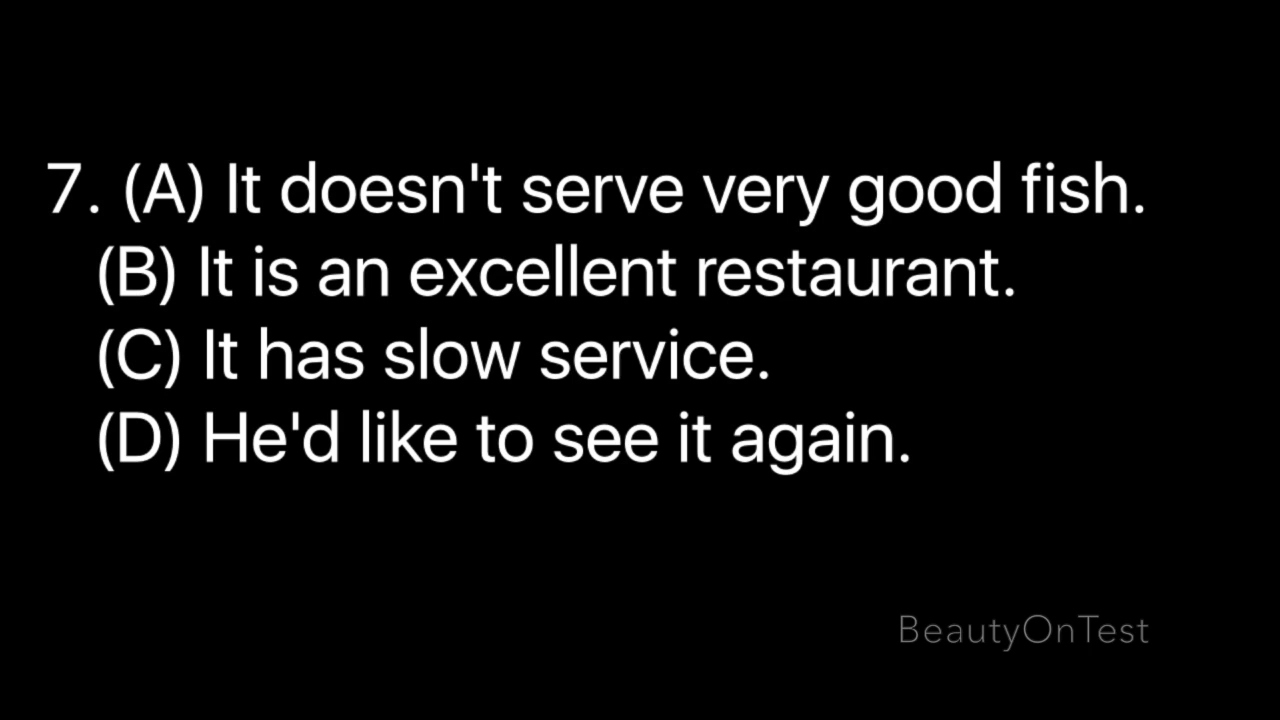 7. (A) It doesn't serve very good fish.
(B) It is an excellent restaurant.
(C) It has slow service.
(D) He'd like to see it again.
BeautyOnTest